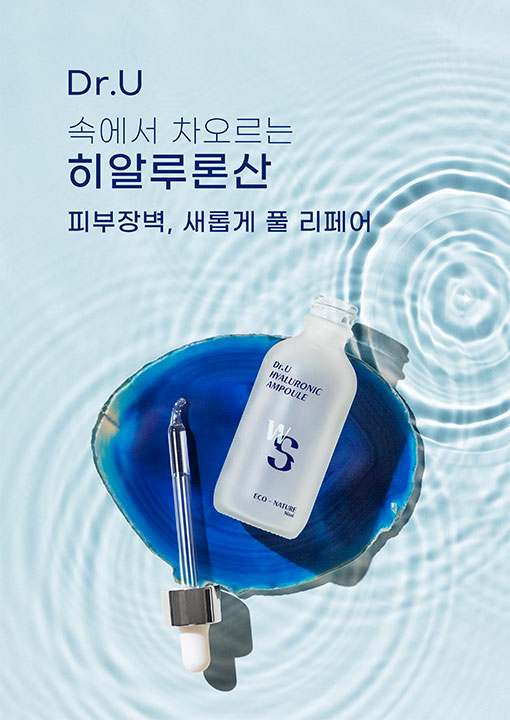 Dr.U
속에서 차오르는
히알루론산
피부장벽, 새롭게 풀 리페어
Dr.U
HYALURONIC
AMPOULE
WS
ECO - NATURE
50ml